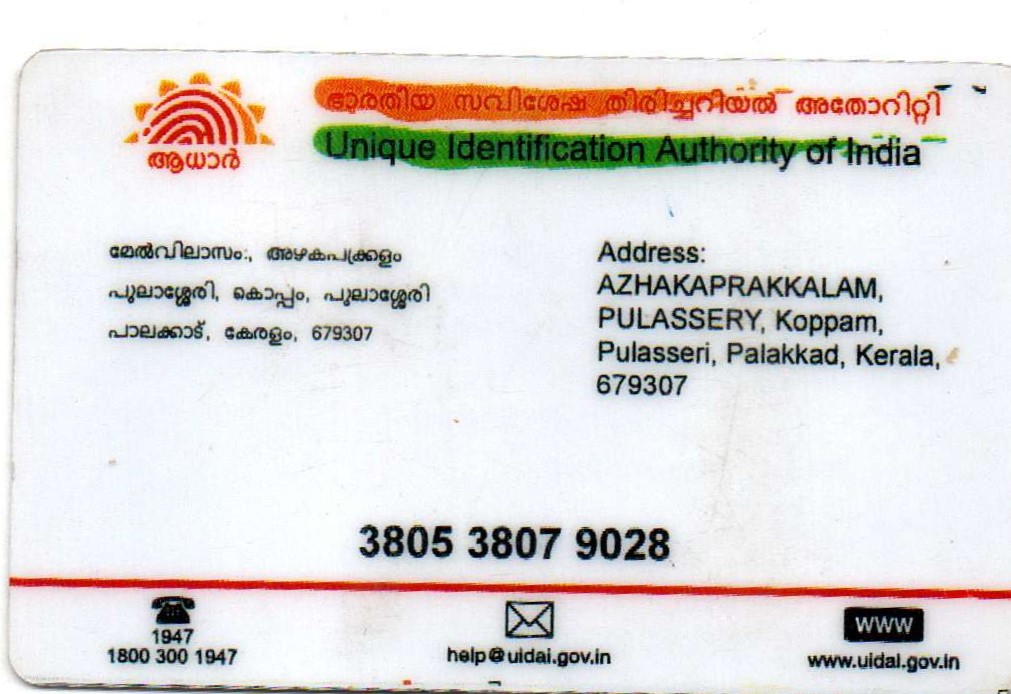 ഭാരതീയ സവിശേഷ തിരിച്ചറിയൽ അതോറിറ്റി
Unique Identification Authority of India
ആധാർ
മേൽവിലാസം:, അഴകപ്രക്കളം
പുലാശ്ശേരി, കൊപ്പം, പുലാശ്ശേരി
പാലക്കാട്, കേരളം, 679307
Address:
AZHAKAPRAKKALAM,
PULASSERY, Koppam,
Pulasseri, Palakkad, Kerala,
679307
3805 3807 9028
1947
1800 300 1947
help@uidai.gov.in
WWW
www.uidai.gov.in